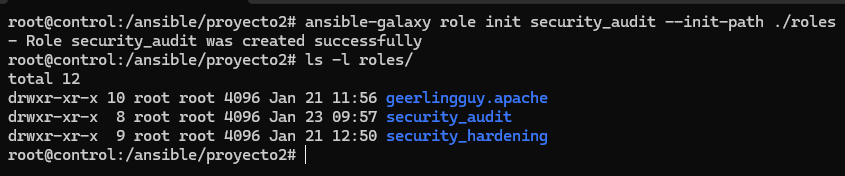 root@control:/ansible/proyecto2# ansible-galaxy role init security_audit --init-path ./roles
- Role security_audit was created successfully
root@control:/ansible/proyecto2# ls -l roles/
total 12
drwxr-xr-x 10 root root 4096 Jan 21 11:56 geerlingguy.apache
drwxr-xr-x  8 root root 4096 Jan 23 09:57 security_audit
drwxr-xr-x  9 root root 4096 Jan 21 12:50 security_hardening
root@control:/ansible/proyecto2#